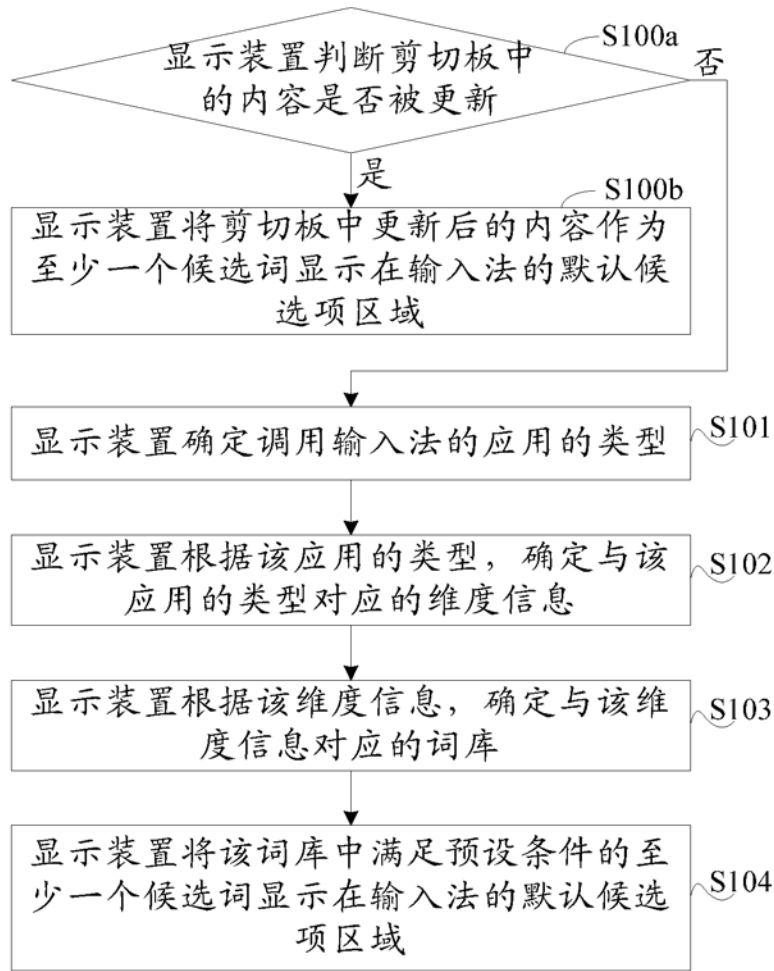 S100a
显示装置判断剪切板中
的内容是否被更新
否
是
S100b
显示装置将剪切板中更新后的内容作为
至少一个候选词显示在输入法的默认候
选项区域
显示装置确定调用输入法的应用的类型
S101
显示装置根据该应用的类型，确定与该
应用的类型对应的维度信息
S102
显示装置根据该维度信息，确定与该维
度信息对应的词库
S103
显示装置将该词库中满足预设条件的至
少一个候选词显示在输入法的默认候选
项区域
S104